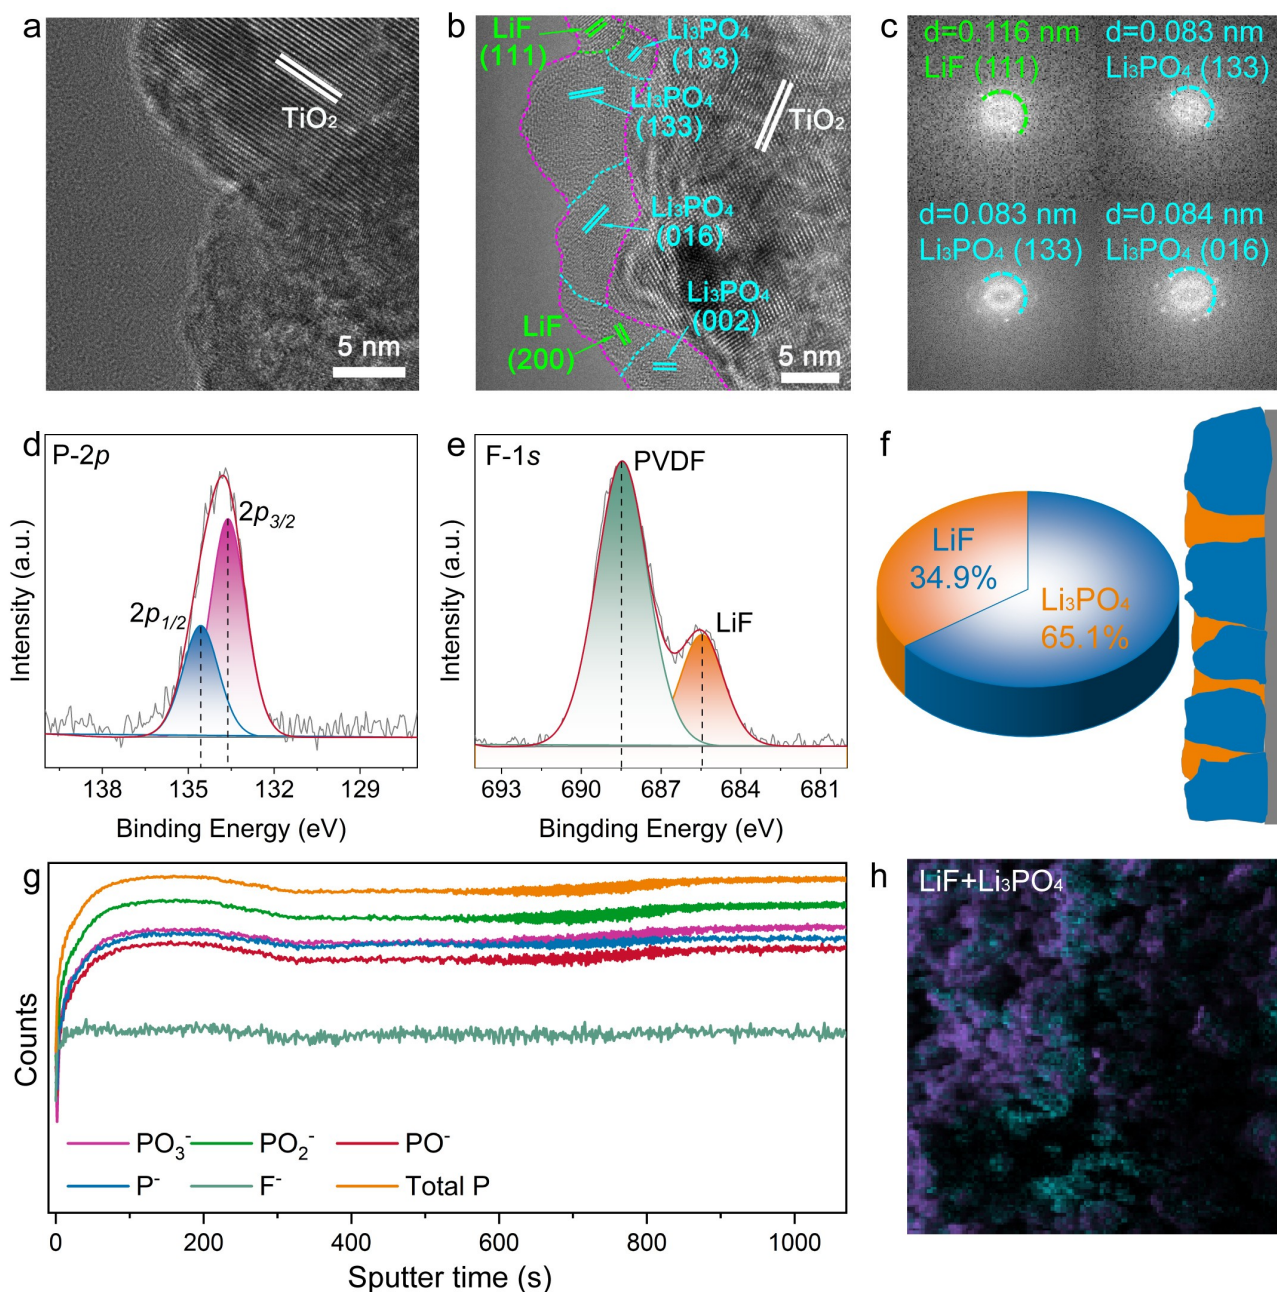 a
TiO₂
5 nm
b
LiF
(111)
Li₃PO₄
(133)
Li₃PO₄
(133)
TiO₂
Li₃PO₄
(016)
Li₃PO₄
(002)
LiF
(200)
5 nm
c
d=0.116 nm
LiF (111)
d=0.083 nm
Li₃PO₄ (133)
d=0.083 nm
Li₃PO₄ (133)
d=0.084 nm
Li₃PO₄ (016)
d
P-2p
2p3/2
2p1/2
Intensity (a.u.)
138 135 132 129
Binding Energy (eV)
e
F-1s
PVDF
LiF
Intensity (a.u.)
693 690 687 684 681
Bingding Energy (eV)
f
LiF
34.9%
Li₃PO₄
65.1%
g
Counts
PO₃⁻ PO₂⁻ PO⁻
P⁻ F⁻ Total P
0 200 400 600 800 1000
Sputter time (s)
h
LiF+Li₃PO₄